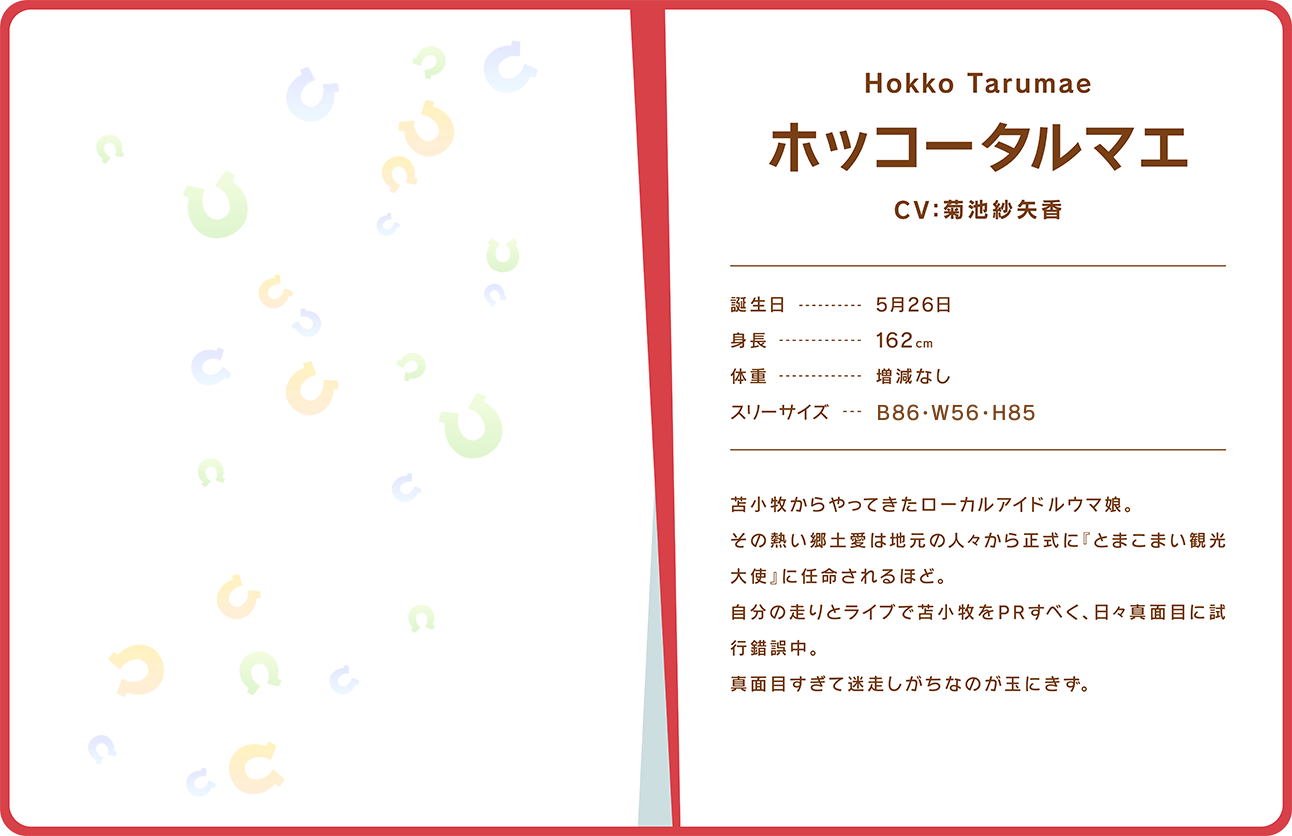 Hokko Tarumae
ホッコータルマエ
CV:菊池紗矢香
誕生日 ---------- 5月26日
身長 ------------- 162cm
体重 ------------- 増減なし
スリーサイズ --- B86・W56・H85
苫小牧からやってきたローカルアイドルウマ娘。
その熱い郷土愛は地元の人々から正式に『とまこまい観光
大使』に任命されるほど。
自分の走りとライブで苫小牧をPRすべく、日々真面目に試
行錯誤中。
真面目すぎて迷走しがちなのが玉にきず。